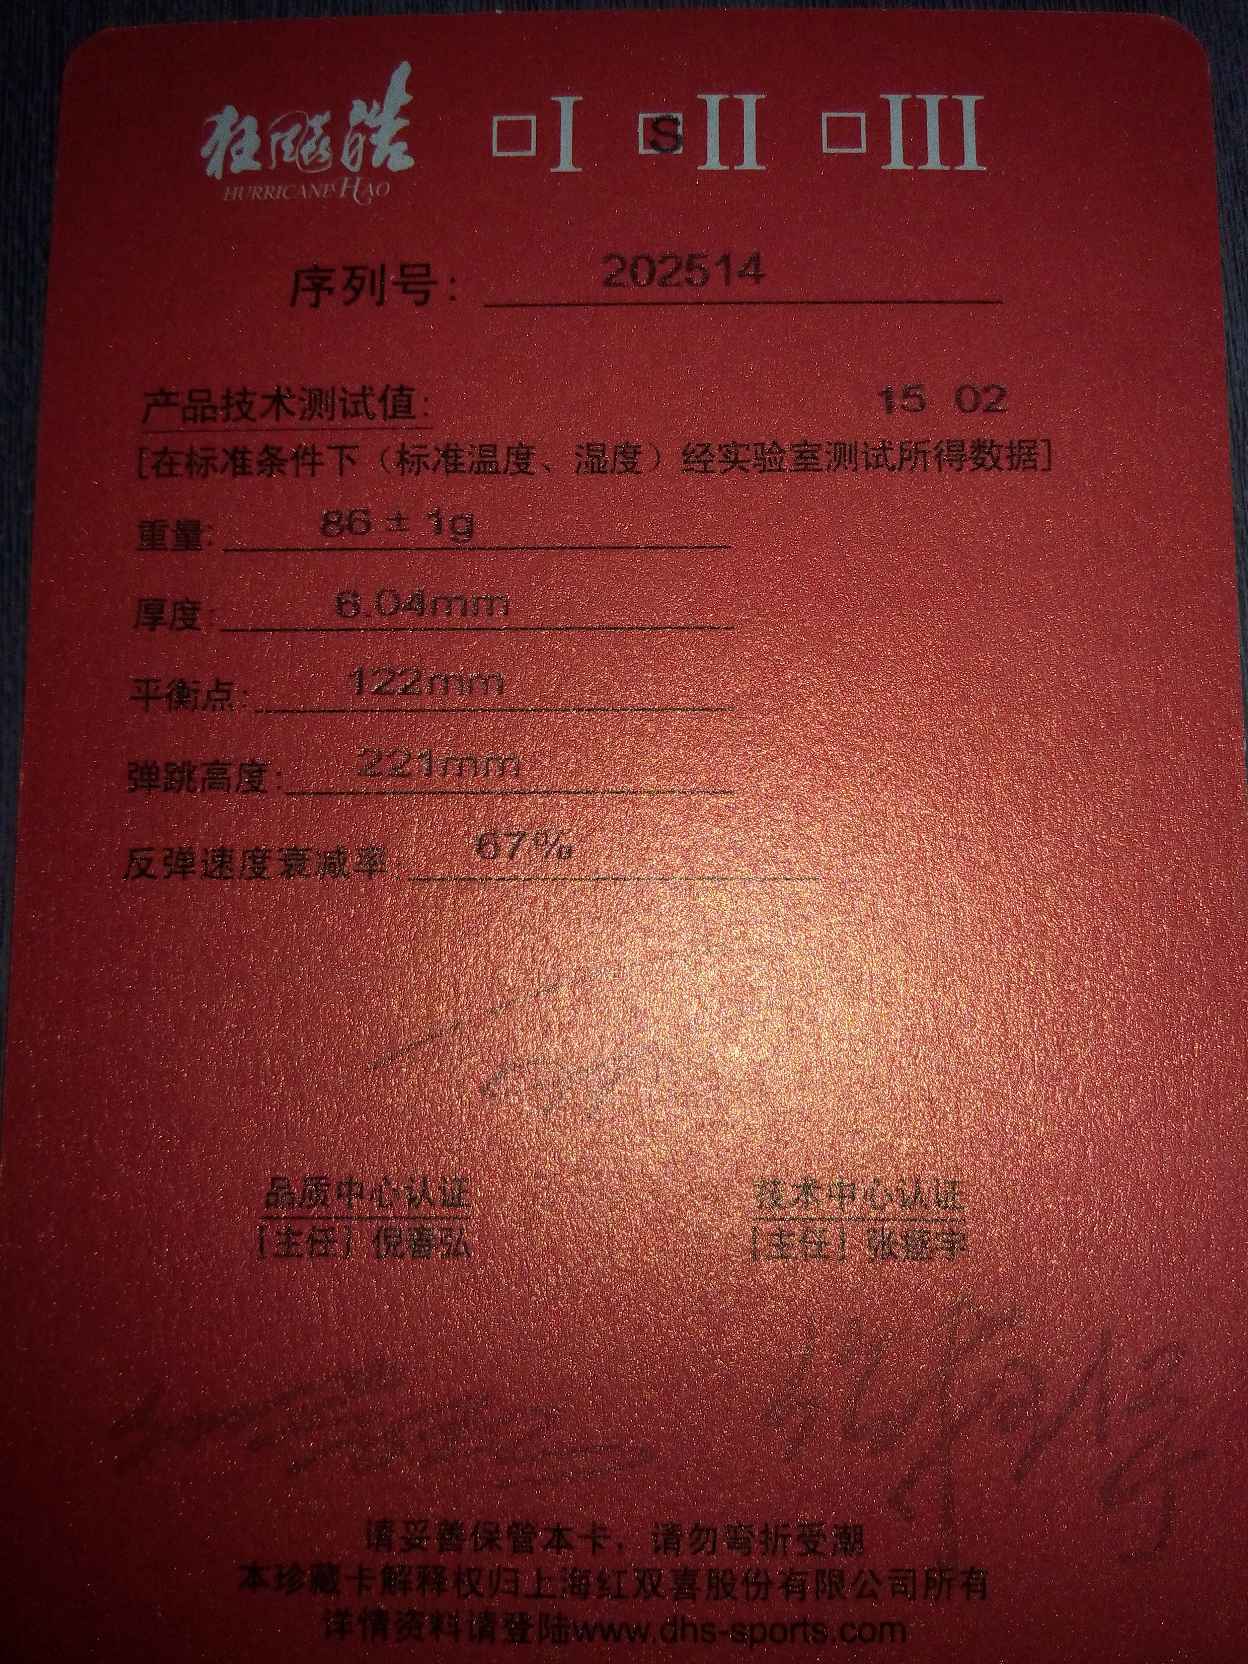 狂飚皓 □I □S II □III
HURRICANE HAO
序列号: 202514
产品技术测试值: 15 02
[在标准条件下（标准温度、湿度）经实验室测试所得数据]
重量: 86 ± 1g
厚度: 6.04mm
平衡点: 122mm
弹跳高度: 221mm
反弹速度衰减率 67%
品质中心认证 技术中心认证
[主任] 倪春弘 [主任] 张宇
请妥善保管本卡，请勿弯折受潮
本珍藏卡解释权归上海红双喜股份有限公司所有
详情资料请登陆www.dhs-sports.com